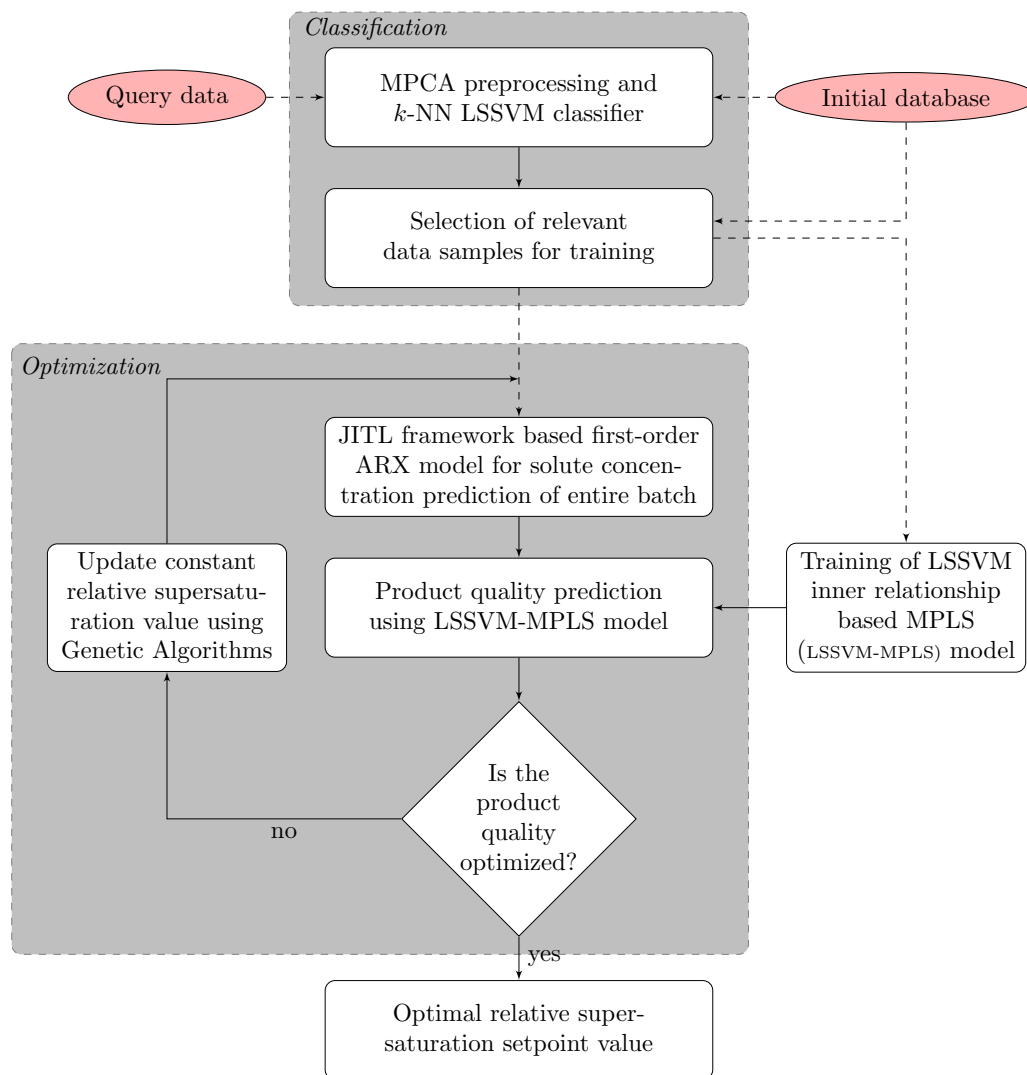 Classification
Query data
MPCA preprocessing and
k-NN LSSVM classifier
Initial database
Selection of relevant
data samples for training
Optimization
JITL framework based first-order
ARX model for solute concen-
tration prediction of entire batch
Update constant
relative supersatu-
ration value using
Genetic Algorithms
Product quality prediction
using LSSVM-MPLS model
Training of LSSVM
inner relationship
based MPLS
(LSSVM-MPLS) model
Is the
product
quality
optimized?
no
yes
Optimal relative super-
saturation setpoint value